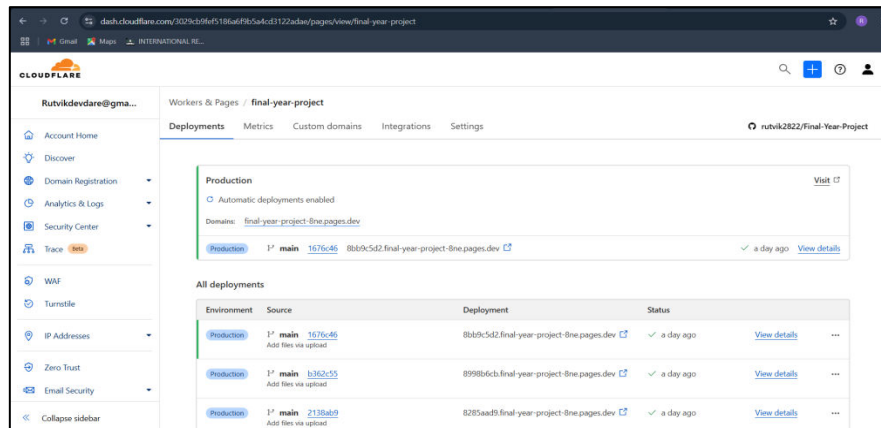 dash.cloudflare.com/3029cb9fef5186a6f9b5a4cd3122adae/pages/view/final-year-project
R
Gmail Maps INTERNATIONAL RE...
CLOUDFLARE
Rutvikdevdare@gma... Workers & Pages / final-year-project
Deployments Metrics Custom domains Integrations Settings rutvik2822/Final-Year-Project
Account Home
Discover
Domain Registration
Analytics & Logs
Security Center
Trace Beta
WAF
Turnstile
IP Addresses
Zero Trust
Email Security
Collapse sidebar
Production Visit
Automatic deployments enabled
Domains: final-year-project-8ne.pages.dev
Production main 1676c46 8bb9c5d2.final-year-project-8ne.pages.dev a day ago View details
All deployments
Environment Source Deployment Status
Production main 1676c46 8bb9c5d2.final-year-project-8ne.pages.dev a day ago View details ...
Add files via upload
Production main b362c55 8998b6cb.final-year-project-8ne.pages.dev a day ago View details ...
Add files via upload
Production main 2138ab9 8285aad9.final-year-project-8ne.pages.dev a day ago View details ...
Add files via upload